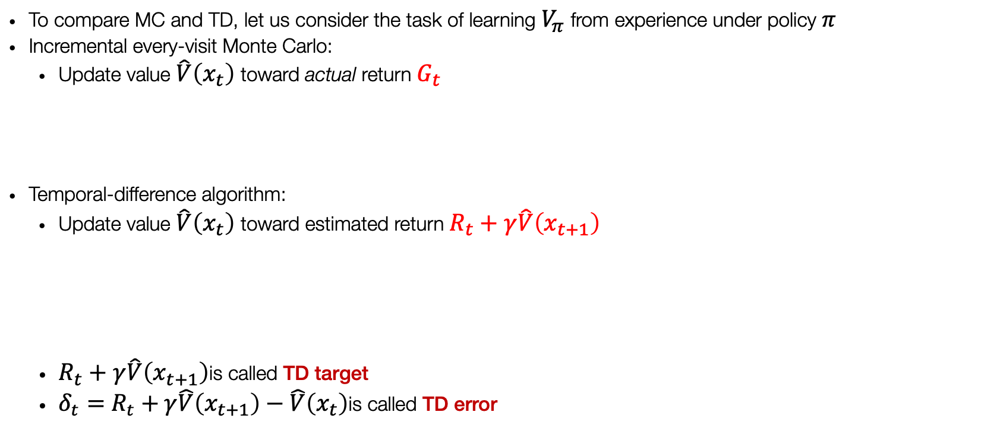 • To compare MC and TD, let us consider the task of learning $V_\pi$ from experience under policy $\pi$
• Incremental every-visit Monte Carlo:
• Update value $\hat{V}(x_t)$ toward actual return $G_t$
• Temporal-difference algorithm:
• Update value $\hat{V}(x_t)$ toward estimated return $R_t + \gamma\hat{V}(x_{t+1})$
• $R_t + \gamma\hat{V}(x_{t+1})$is called TD target
• $\delta_t = R_t + \gamma\hat{V}(x_{t+1}) - \hat{V}(x_t)$is called TD error